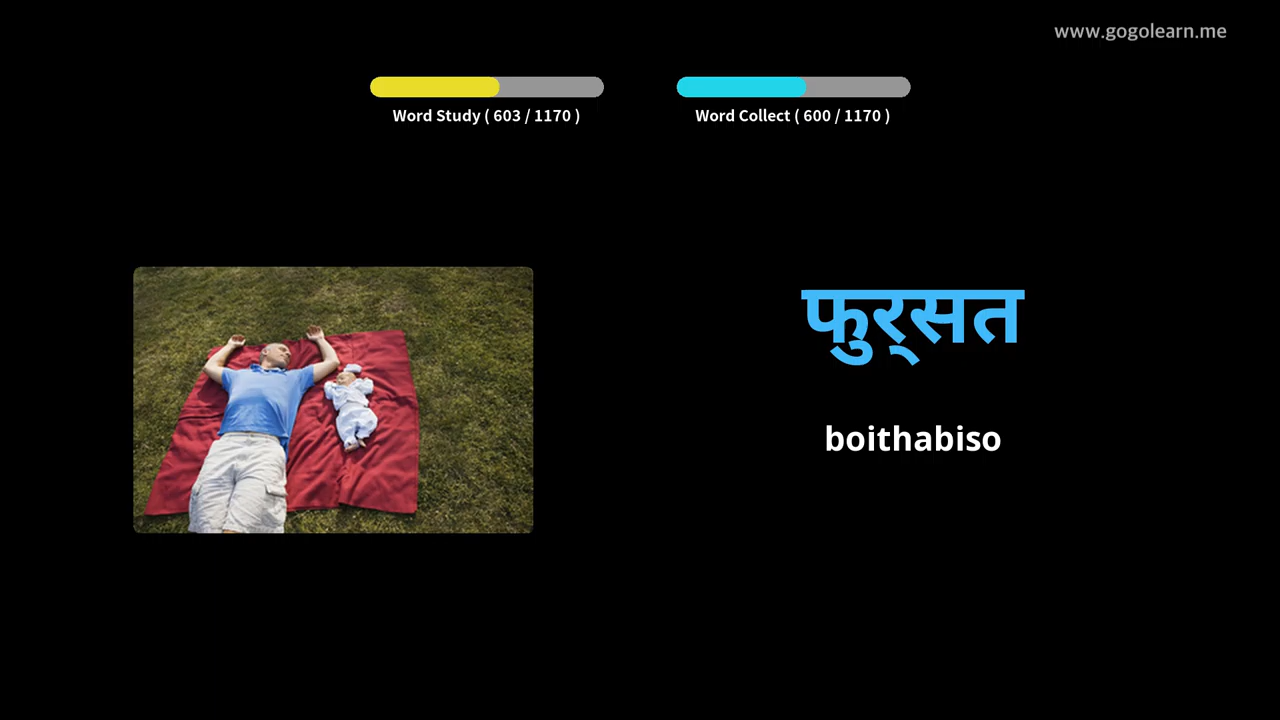 www.gogolearn.me
Word Study ( 603 / 1170 )
Word Collect ( 600 / 1170 )
फुर्‌सत
boithabiso